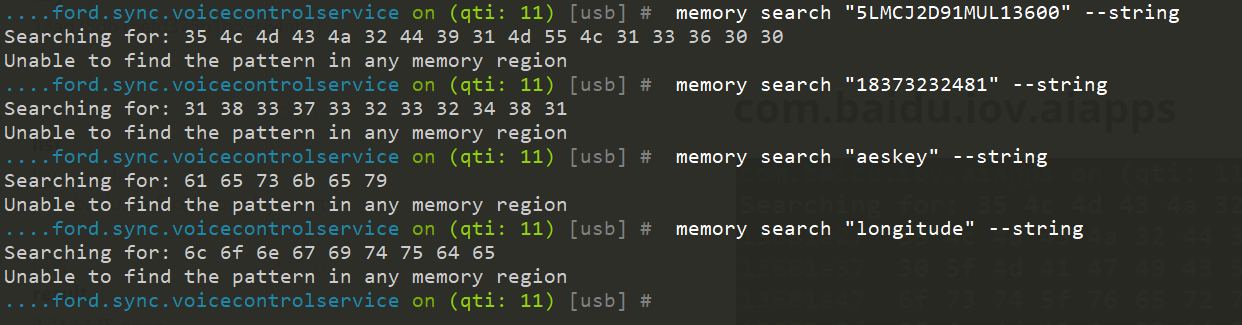 ....ford.sync.voicecontrolservice on (qti: 11) [usb] # memory search "5LMCJ2D91MUL13600" --string
Searching for: 35 4c 4d 43 4a 32 44 39 31 4d 55 4c 31 33 36 30 30
Unable to find the pattern in any memory region
....ford.sync.voicecontrolservice on (qti: 11) [usb] # memory search "18373232481" --string
Searching for: 31 38 33 37 33 32 33 32 34 38 31
Unable to find the pattern in any memory region
....ford.sync.voicecontrolservice on (qti: 11) [usb] # memory search "aeskey" --string
Searching for: 61 65 73 6b 65 79
Unable to find the pattern in any memory region
....ford.sync.voicecontrolservice on (qti: 11) [usb] # memory search "longitude" --string
Searching for: 6c 6f 6e 67 69 74 75 64 65
Unable to find the pattern in any memory region
....ford.sync.voicecontrolservice on (qti: 11) [usb] #
com.baidu.iov.aiapps